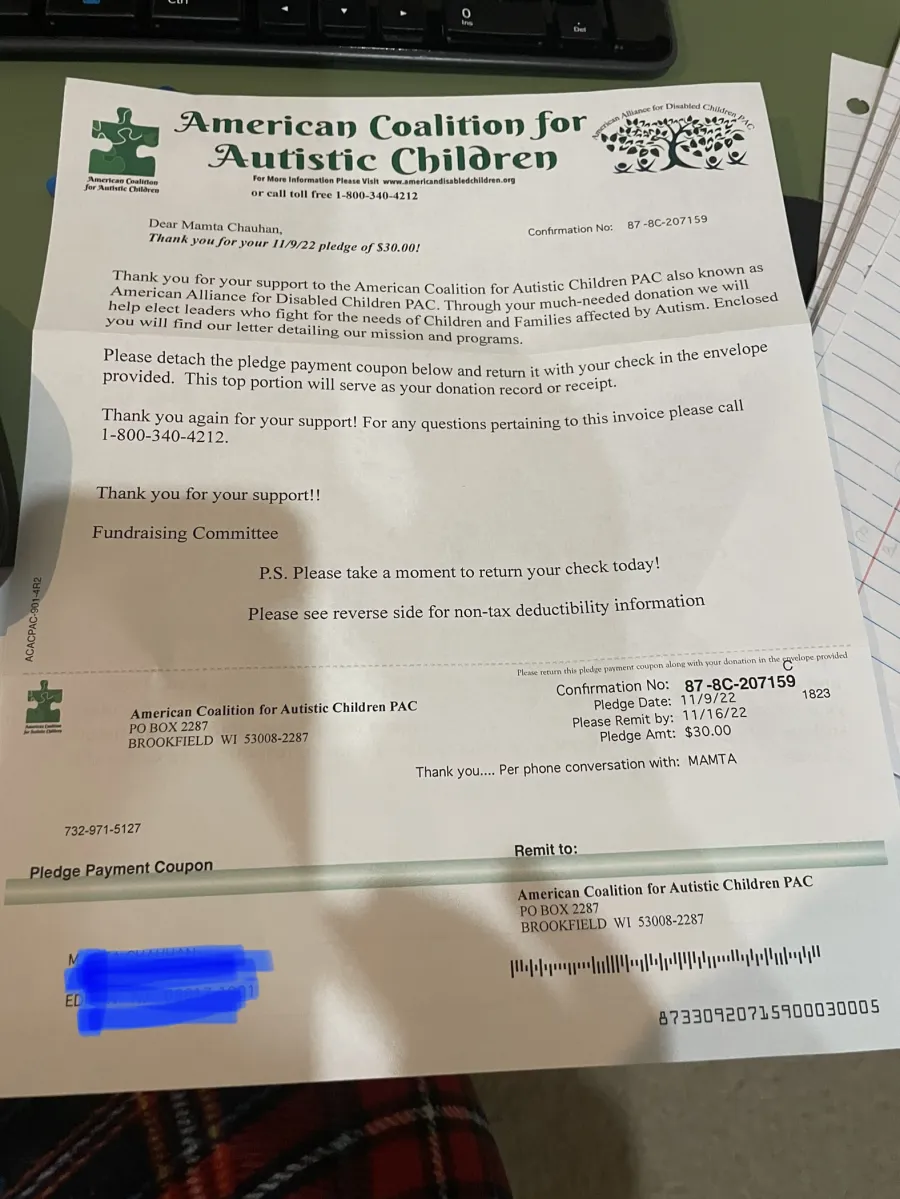 Ctrl
0
Ins
.
Del
American Coalition for
Autistic Children
American Coalition
for Autistic Children
American Alliance for Disabled Children PAC
For More Information Please Visit www.americandisabledchildren.org
or call toll free 1-800-340-4212
Dear Mamta Chauhan,
Thank you for your 11/9/22 pledge of $30.00!
Confirmation No: 87 -8C-207159
Thank you for your support to the American Coalition for Autistic Children PAC also known as
American Alliance for Disabled Children PAC. Through your much-needed donation we will
help elect leaders who fight for the needs of Children and Families affected by Autism. Enclosed
you will find our letter detailing our mission and programs.
Please detach the pledge payment coupon below and return it with your check in the envelope
provided. This top portion will serve as your donation record or receipt.
Thank you again for your support! For any questions pertaining to this invoice please call
1-800-340-4212.
Thank you for your support!!
Fundraising Committee
P.S. Please take a moment to return your check today!
Please see reverse side for non-tax deductibility information
ACACPAC-901-4R2
Please return this pledge payment coupon along with your donation in the envelope provided
C
American Coalition
for Autistic Children
American Coalition for Autistic Children PAC
PO BOX 2287
BROOKFIELD WI 53008-2287
Confirmation No: 87 -8C-207159
1823
Pledge Date: 11/9/22
Please Remit by: 11/16/22
Pledge Amt: $30.00
Thank you.... Per phone conversation with: MAMTA
732-971-5127
Pledge Payment Coupon
Remit to:
American Coalition for Autistic Children PAC
PO BOX 2287
BROOKFIELD WI 53008-2287
M
ED
87330920715900030005